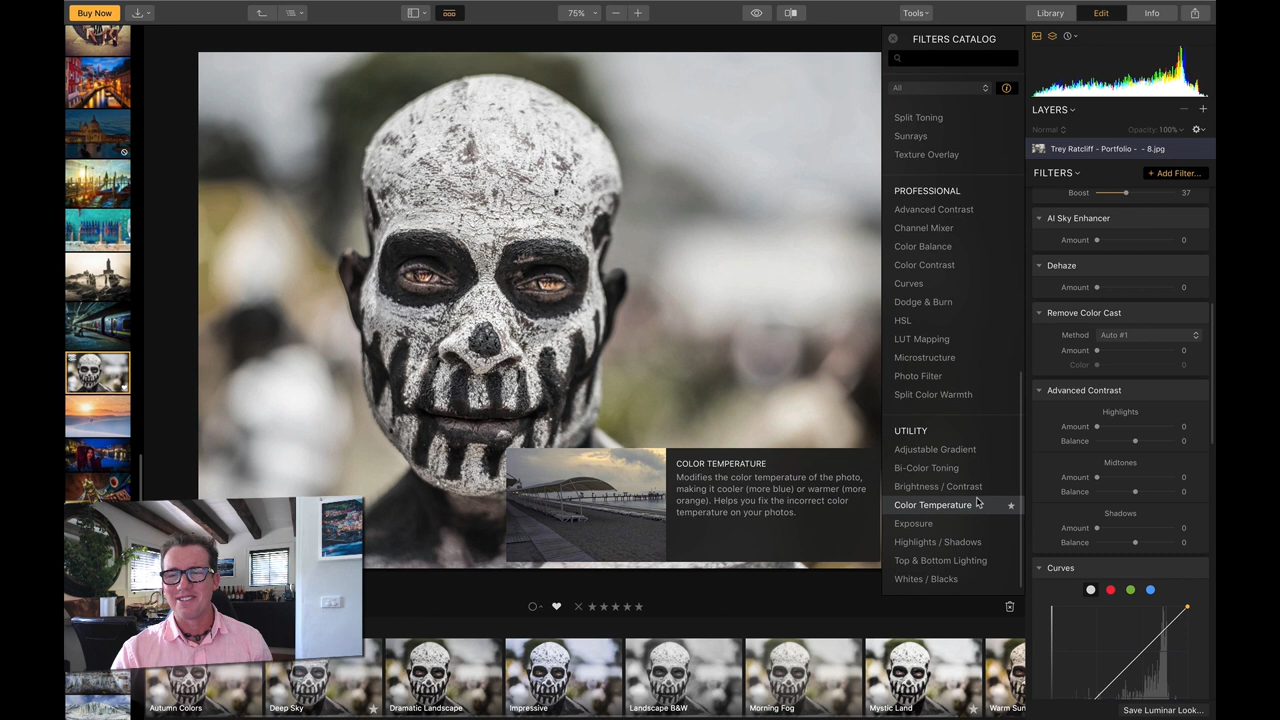 Buy Now
75%
Tools
Library
Edit
Info
FILTERS CATALOG
All
Split Toning
Sunrays
Texture Overlay
PROFESSIONAL
Advanced Contrast
Channel Mixer
Color Balance
Color Contrast
Curves
Dodge & Burn
HSL
LUT Mapping
Microstructure
Photo Filter
Split Color Warmth
UTILITY
Adjustable Gradient
Bi-Color Toning
Brightness / Contrast
Color Temperature
Exposure
Highlights / Shadows
Top & Bottom Lighting
Whites / Blacks
COLOR TEMPERATURE
Modifies the color temperature of the photo,
making it cooler (more blue) or warmer (more
orange). Helps you fix the incorrect color
temperature on your photos.
LAYERS
Normal
Opacity: 100%
Trey Ratcliff - Portfolio - - 8.jpg
FILTERS
+ Add Filter...
Boost 37
AI Sky Enhancer
Amount 0
Dehaze
Amount 0
Remove Color Cast
Method Auto #1
Amount 0
Color 0
Advanced Contrast
Highlights
Amount 0
Balance 0
Midtones
Amount 0
Balance 0
Shadows
Amount 0
Balance 0
Curves
Save Luminar Look...
Autumn Colors
Deep Sky
Dramatic Landscape
Impressive
Landscape B&W
Morning Fog
Mystic Land
Warm Sun